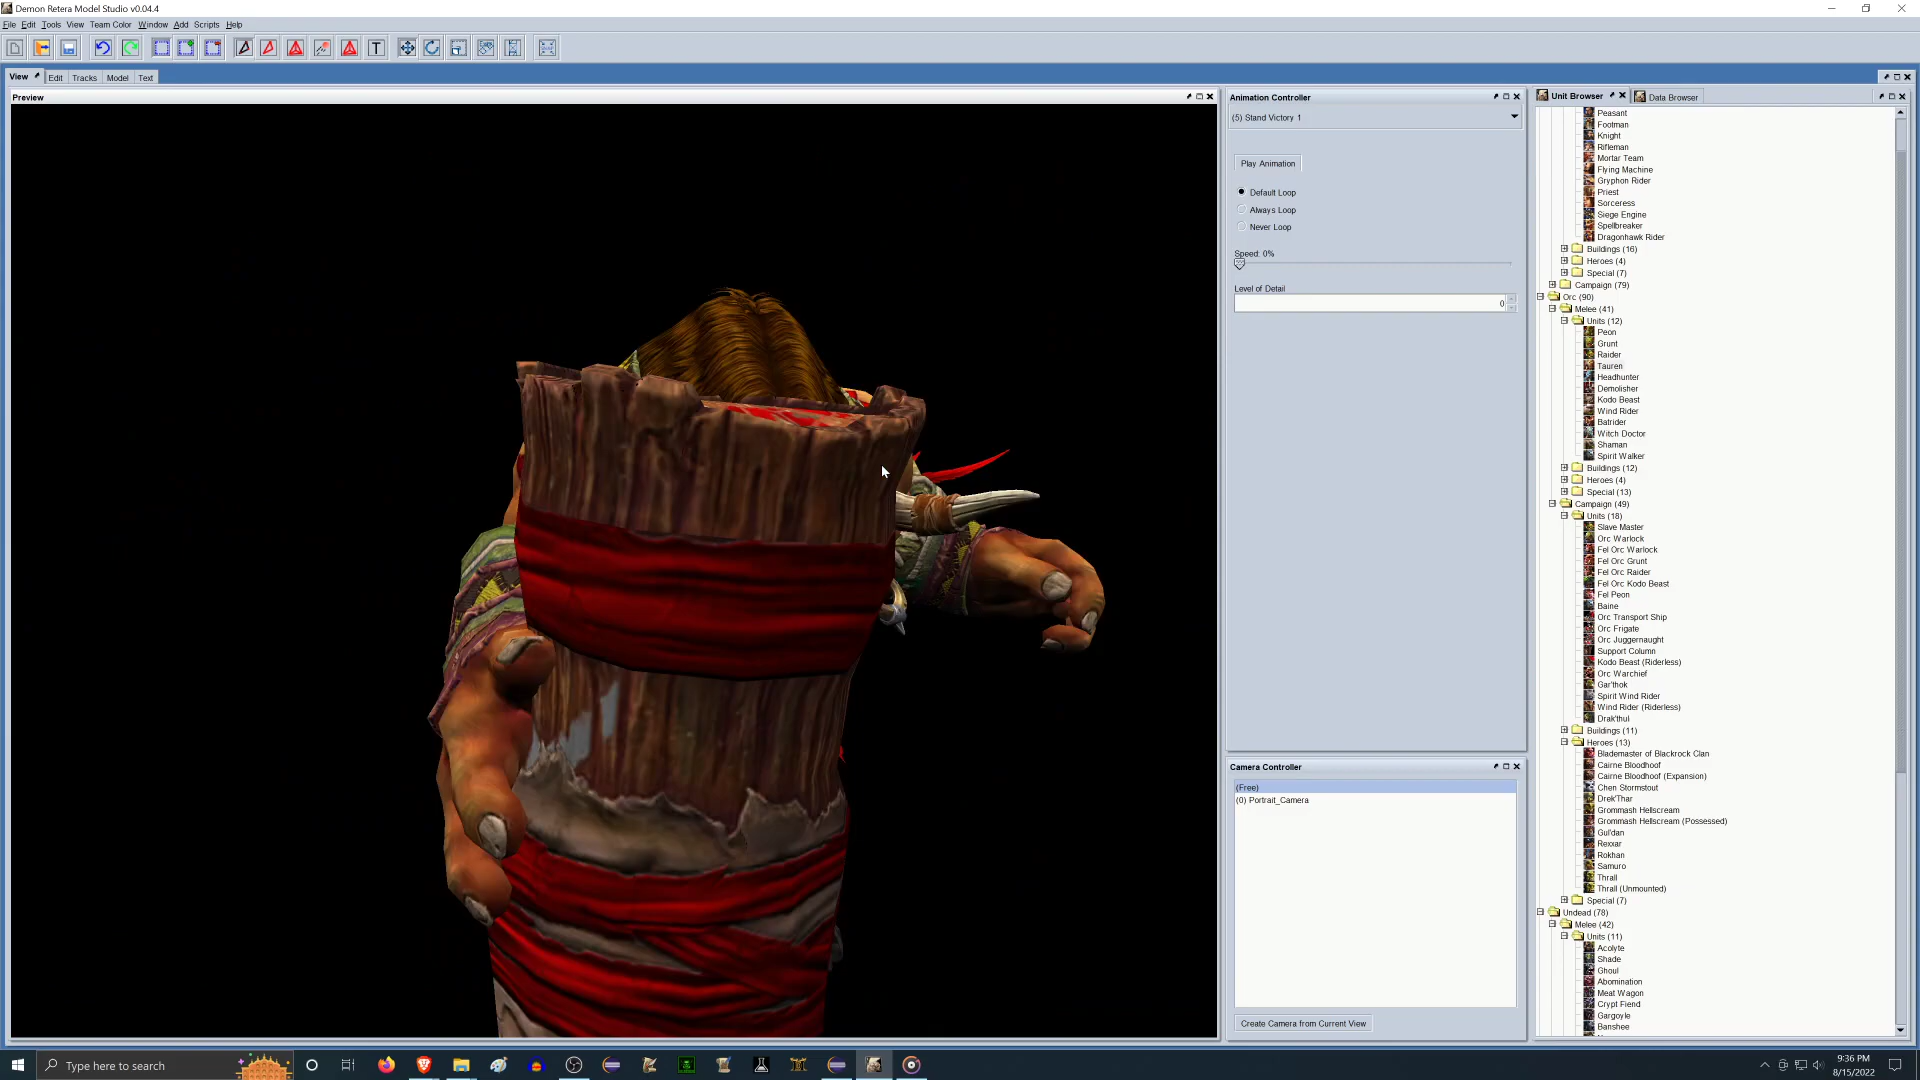 Demon Retera Model Studio v0.04.4
File Edit Tools View Team Color Window Add Scripts Help
T
View Edit Tracks Model Text
Preview
Animation Controller
(5) Stand Victory 1
Play Animation
Default Loop
Always Loop
Never Loop
Speed: 0%
Level of Detail
0
Camera Controller
(Free)
(0) Portrait_Camera
Create Camera from Current View
Unit Browser Data Browser
Peasant
Footman
Knight
Rifleman
Mortar Team
Flying Machine
Gryphon Rider
Priest
Sorceress
Siege Engine
Spellbreaker
Dragonhawk Rider
Buildings (16)
Heroes (4)
Special (7)
Campaign (79)
Orc (90)
Melee (41)
Units (12)
Peon
Grunt
Raider
Tauren
Headhunter
Demolisher
Kodo Beast
Wind Rider
Batrider
Witch Doctor
Shaman
Spirit Walker
Buildings (12)
Heroes (4)
Special (13)
Campaign (49)
Units (18)
Slave Master
Orc Warlock
Fel Orc Warlock
Fel Orc Grunt
Fel Orc Raider
Fel Orc Kodo Beast
Fel Peon
Baine
Orc Transport Ship
Orc Frigate
Orc Juggernaught
Support Column
Kodo Beast (Riderless)
Orc Warchief
Gar'thok
Spirit Wind Rider
Wind Rider (Riderless)
Drak'thul
Buildings (11)
Heroes (13)
Blademaster of Blackrock Clan
Cairne Bloodhoof
Cairne Bloodhoof (Expansion)
Chen Stormstout
Drek'Thar
Grommash Hellscream
Grommash Hellscream (Possessed)
Gul'dan
Rexxar
Rokhan
Samuro
Thrall
Thrall (Unmounted)
Special (7)
Undead (78)
Melee (42)
Units (11)
Acolyte
Shade
Ghoul
Abomination
Meat Wagon
Crypt Fiend
Gargoyle
Banshee
Type here to search
9:36 PM
8/15/2022